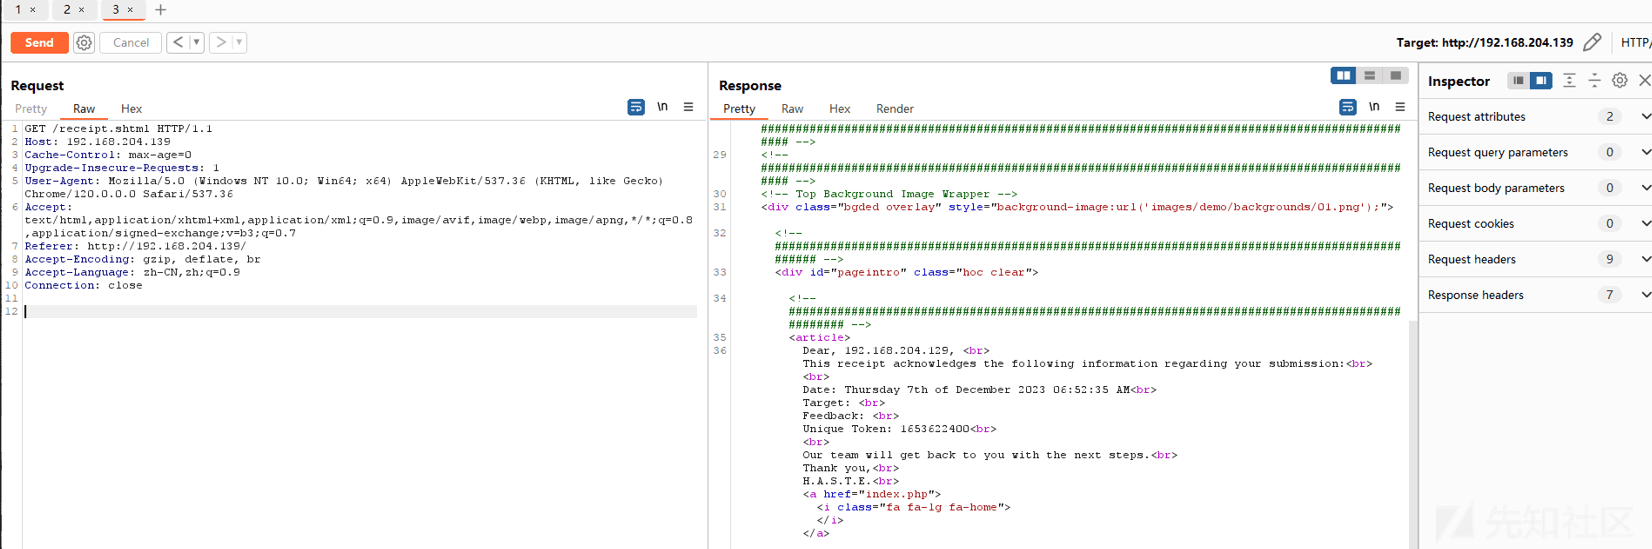 1 × 2 × 3 × +
Send Cancel < > Target: http://192.168.204.139 HTTP/
Request
Pretty Raw Hex \n
1 GET /receipt.shtml HTTP/1.1
2 Host: 192.168.204.139
3 Cache-Control: max-age=0
4 Upgrade-Insecure-Requests: 1
5 User-Agent: Mozilla/5.0 (Windows NT 10.0; Win64; x64) AppleWebKit/537.36 (KHTML, like Gecko)
Chrome/120.0.0.0 Safari/537.36
6 Accept:
text/html,application/xhtml+xml,application/xml;q=0.9,image/avif,image/webp,image/apng,*/*;q=0.8
,application/signed-exchange;v=b3;q=0.7
7 Referer: http://192.168.204.139/
8 Accept-Encoding: gzip, deflate, br
9 Accept-Language: zh-CN,zh;q=0.9
10 Connection: close
11
12
Response
Pretty Raw Hex Render \n
############################################################################################
#### -->
29 <!--
############################################################################################
#### -->
30 <!-- Top Background Image Wrapper -->
31 <div class="bgded overlay" style="background-image:url('images/demo/backgrounds/01.png');">
32 <!--
##########################################################################################
###### -->
33 <div id="pageintro" class="hoc clear">
34 <!--
########################################################################################
######## -->
35 <article>
36 Dear, 192.168.204.129, <br>
This receipt acknowledges the following information regarding your submission:<br>
<br>
Date: Thursday 7th of December 2023 06:52:35 AM<br>
Target: <br>
Feedback: <br>
Unique Token: 1653622400<br>
<br>
Our team will get back to you with the next steps.<br>
Thank you,<br>
H.A.S.T.E.<br>
<a href="index.php">
<i class="fa fa-lg fa-home">
</i>
</a>
Inspector
Request attributes 2
Request query parameters 0
Request body parameters 0
Request cookies 0
Request headers 9
Response headers 7
先知社区